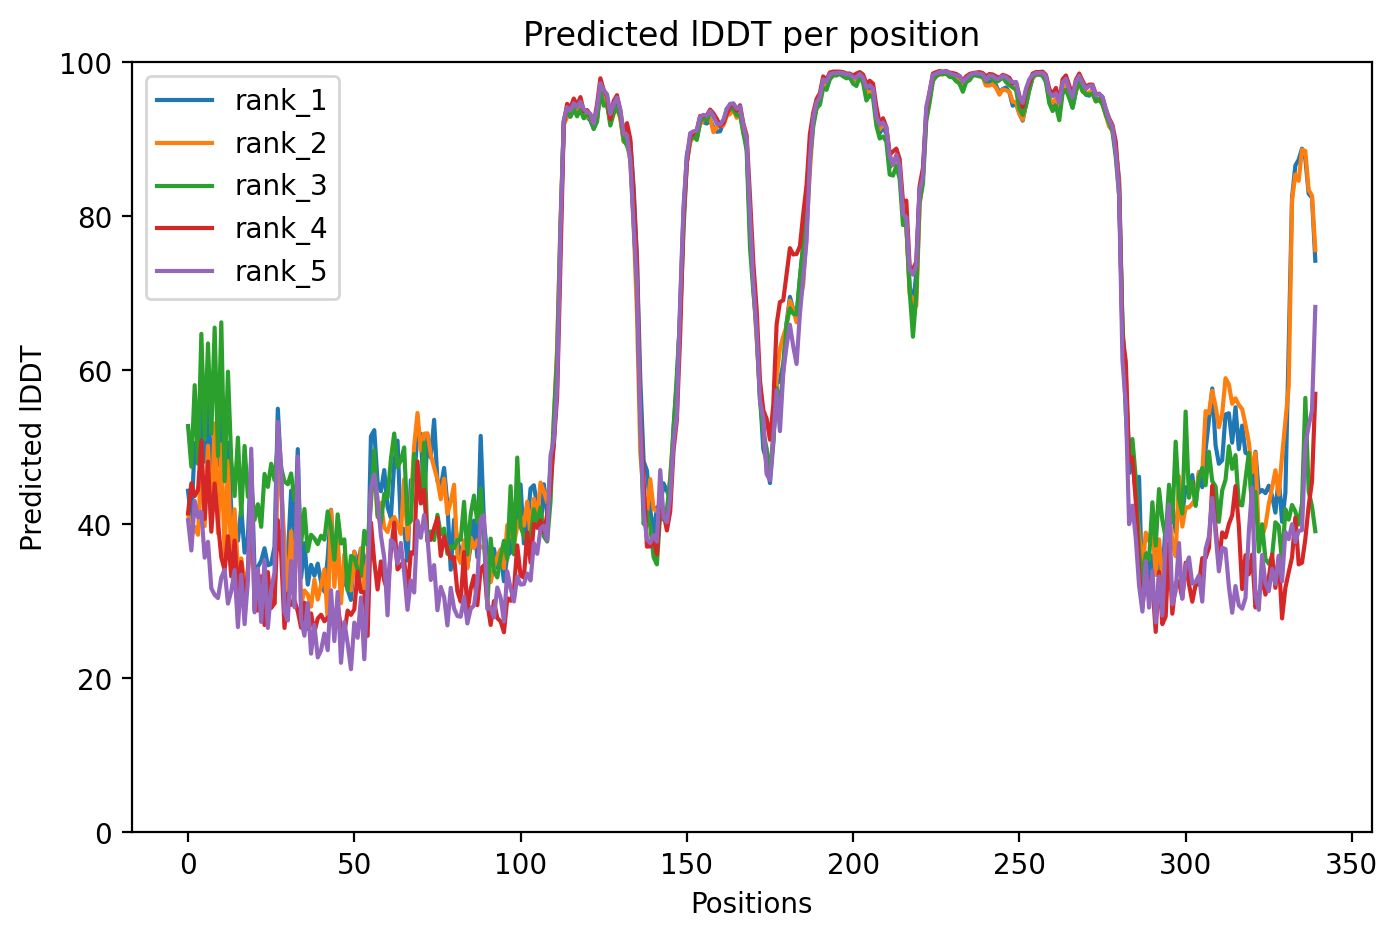 Predicted lDDT per position
100
80
60
40
20
0
Predicted lDDT
rank_1
rank_2
rank_3
rank_4
rank_5
0 50 100 150 200 250 300 350
Positions